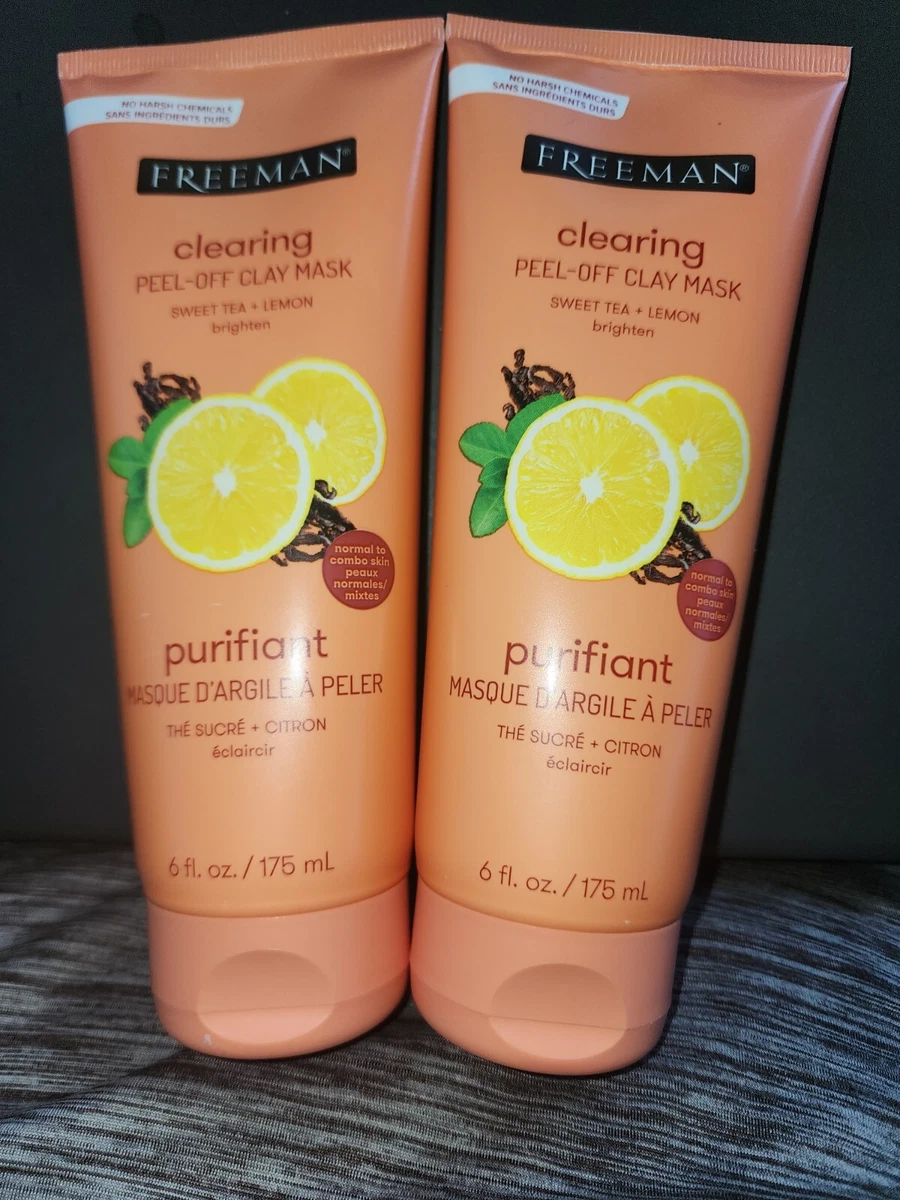 NO HARSH CHEMICALS
SANS INGRÉDIENTS DURS
FREEMAN®
clearing
PEEL-OFF CLAY MASK
SWEET TEA + LEMON
brighten
normal to
combo skin
peaux
normales/
mixtes
purifiant
MASQUE D'ARGILE À PELER
THÉ SUCRÉ + CITRON
éclaircir
6 fl. oz. / 175 mL
NO HARSH CHEMICALS
SANS INGRÉDIENTS DURS
FREEMAN®
clearing
PEEL-OFF CLAY MASK
SWEET TEA + LEMON
brighten
normal to
combo skin
peaux
normales/
mixtes
purifiant
MASQUE D'ARGILE À PELER
THÉ SUCRÉ + CITRON
éclaircir
6 fl. oz. / 175 mL